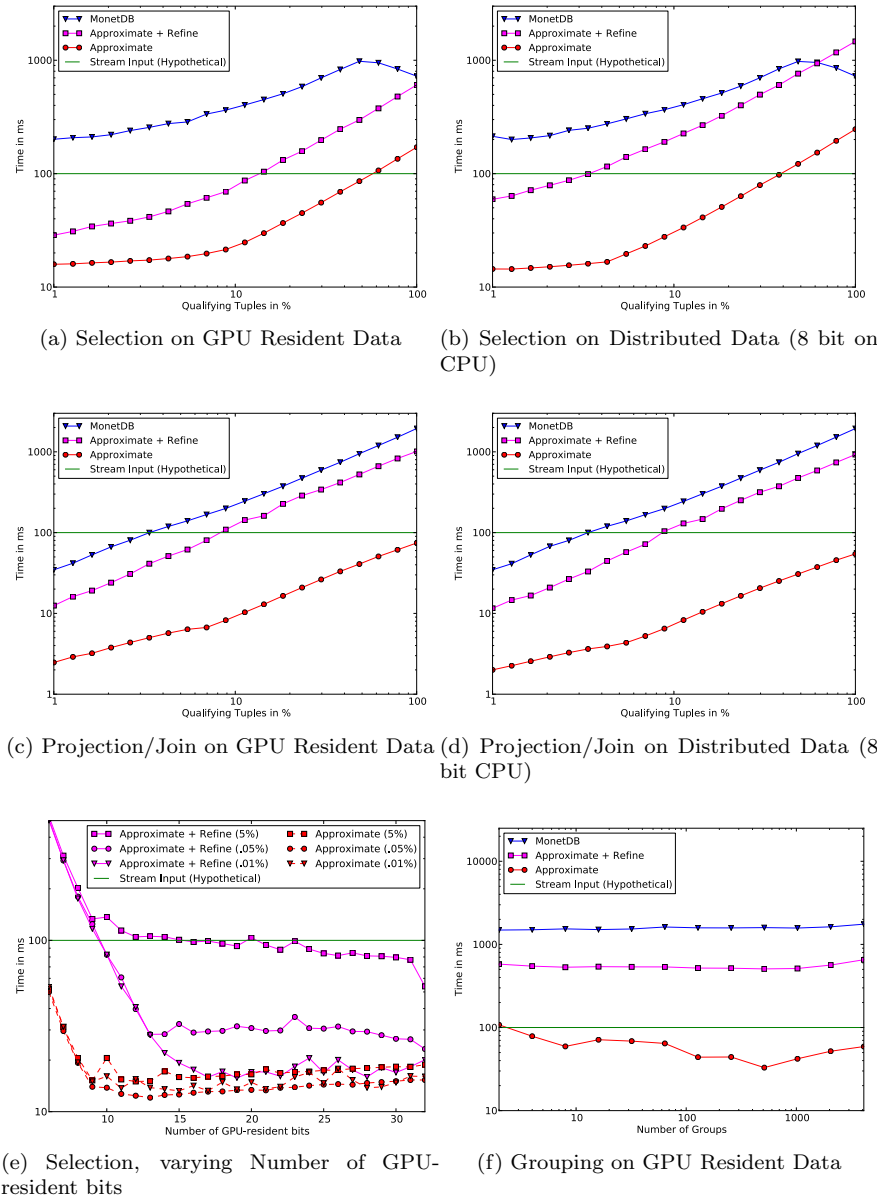 MonetDB
Approximate + Refine
Approximate
Stream Input (Hypothetical)
1000
100
10
Time in ms
1
10
100
Qualifying Tuples in %
(a) Selection on GPU Resident Data
MonetDB
Approximate + Refine
Approximate
Stream Input (Hypothetical)
1000
100
10
Time in ms
1
10
100
Qualifying Tuples in %
(b) Selection on Distributed Data (8 bit on
CPU)
MonetDB
Approximate + Refine
Approximate
Stream Input (Hypothetical)
1000
100
10
1
Time in ms
1
10
100
Qualifying Tuples in %
(c) Projection/Join on GPU Resident Data
MonetDB
Approximate + Refine
Approximate
Stream Input (Hypothetical)
1000
100
10
1
Time in ms
1
10
100
Qualifying Tuples in %
(d) Projection/Join on Distributed Data (8
bit CPU)
Approximate + Refine (5%)
Approximate + Refine (.05%)
Approximate + Refine (.01%)
Stream Input (Hypothetical)
Approximate (5%)
Approximate (.05%)
Approximate (.01%)
100
10
Time in ms
10
15
20
25
30
Number of GPU-resident bits
(e) Selection, varying Number of GPU-
resident bits
MonetDB
Approximate + Refine
Approximate
Stream Input (Hypothetical)
10000
1000
100
10
Time in ms
10
100
1000
Number of Groups
(f) Grouping on GPU Resident Data